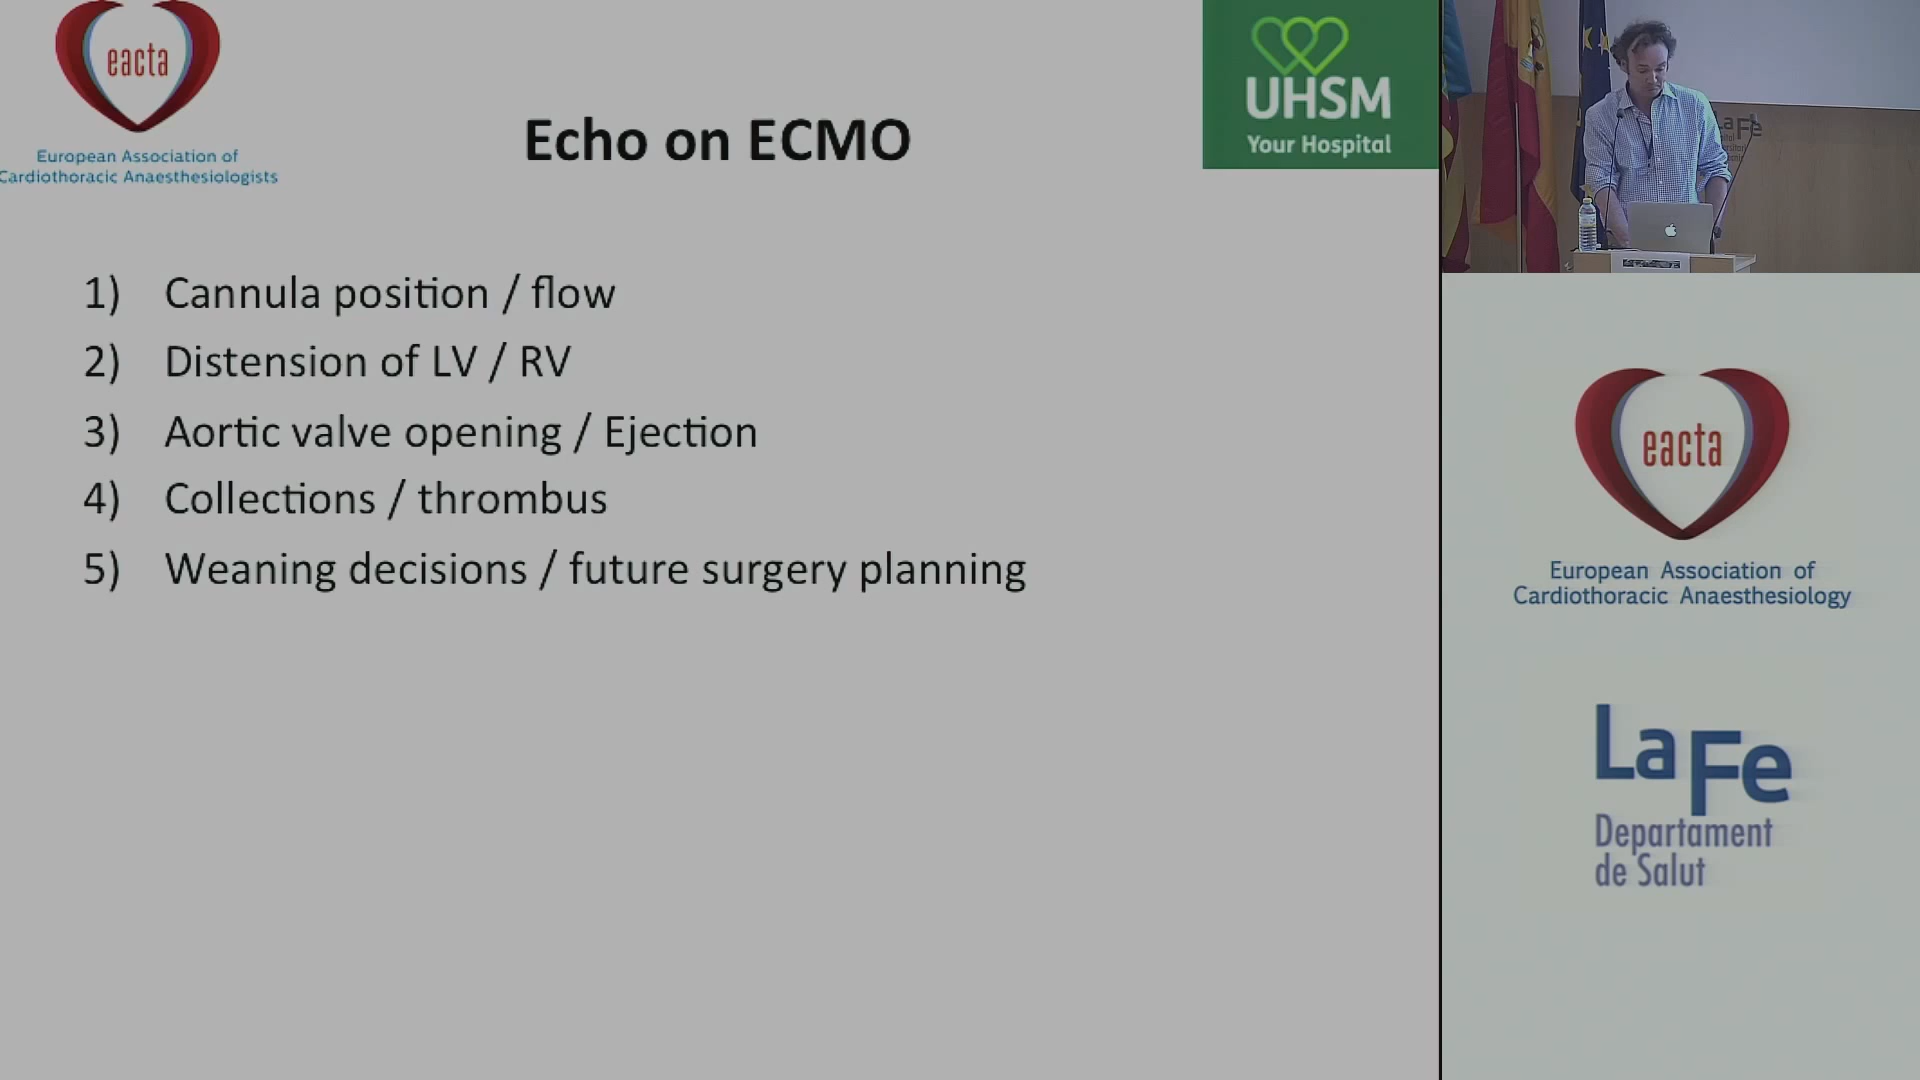 eacta
European Association of
Cardiothoracic Anaesthesiologists
Echo on ECMO
UHSM
Your Hospital
1) Cannula position / flow
2) Distension of LV / RV
3) Aortic valve opening / Ejection
4) Collections / thrombus
5) Weaning decisions / future surgery planning
La Fe
eacta
European Association of
Cardiothoracic Anaesthesiology
La Fe
Departament
de Salut